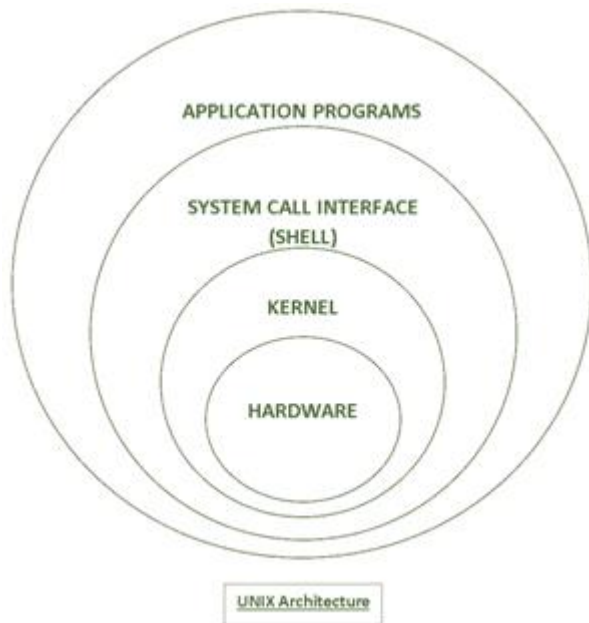 APPLICATION PROGRAMS
SYSTEM CALL INTERFACE
(SHELL)
KERNEL
HARDWARE
UNIX Architecture